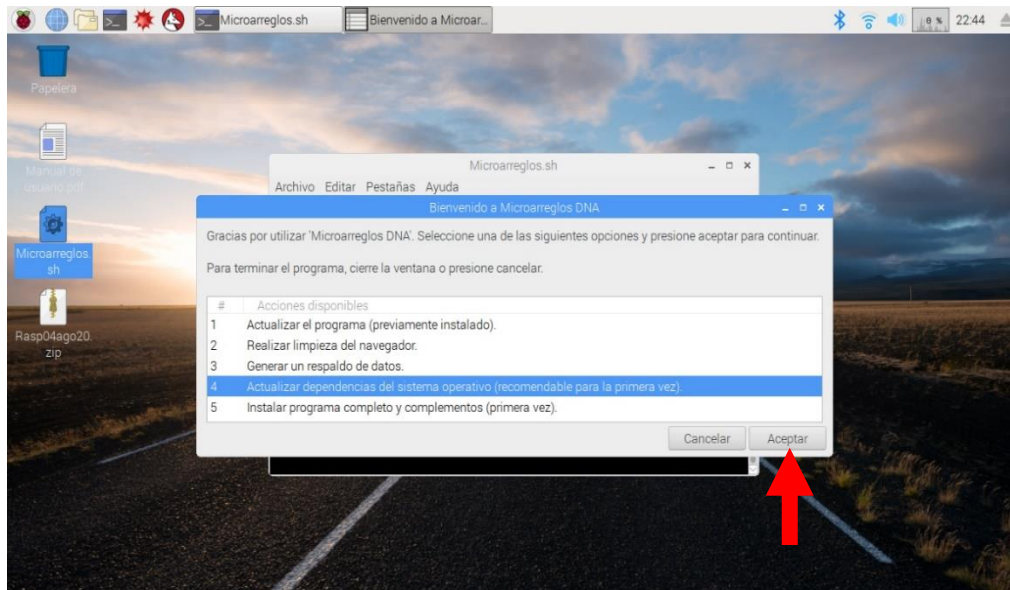 Microarreglos.sh
Bienvenido a Microar...
0 %
22:44
Papelera
Manual de
usuario.pdf
Microarreglos.
sh
Rasp04ago20.
zip
Microarreglos.sh
Archivo Editar Pestañas Ayuda
Bienvenido a Microarreglos DNA
Gracias por utilizar 'Microarreglos DNA'. Seleccione una de las siguientes opciones y presione aceptar para continuar.
Para terminar el programa, cierre la ventana o presione cancelar.
# Acciones disponibles
1 Actualizar el programa (previamente instalado).
2 Realizar limpieza del navegador.
3 Generar un respaldo de datos.
4 Actualizar dependencias del sistema operativo (recomendable para la primera vez).
5 Instalar programa completo y complementos (primera vez).
Cancelar Aceptar